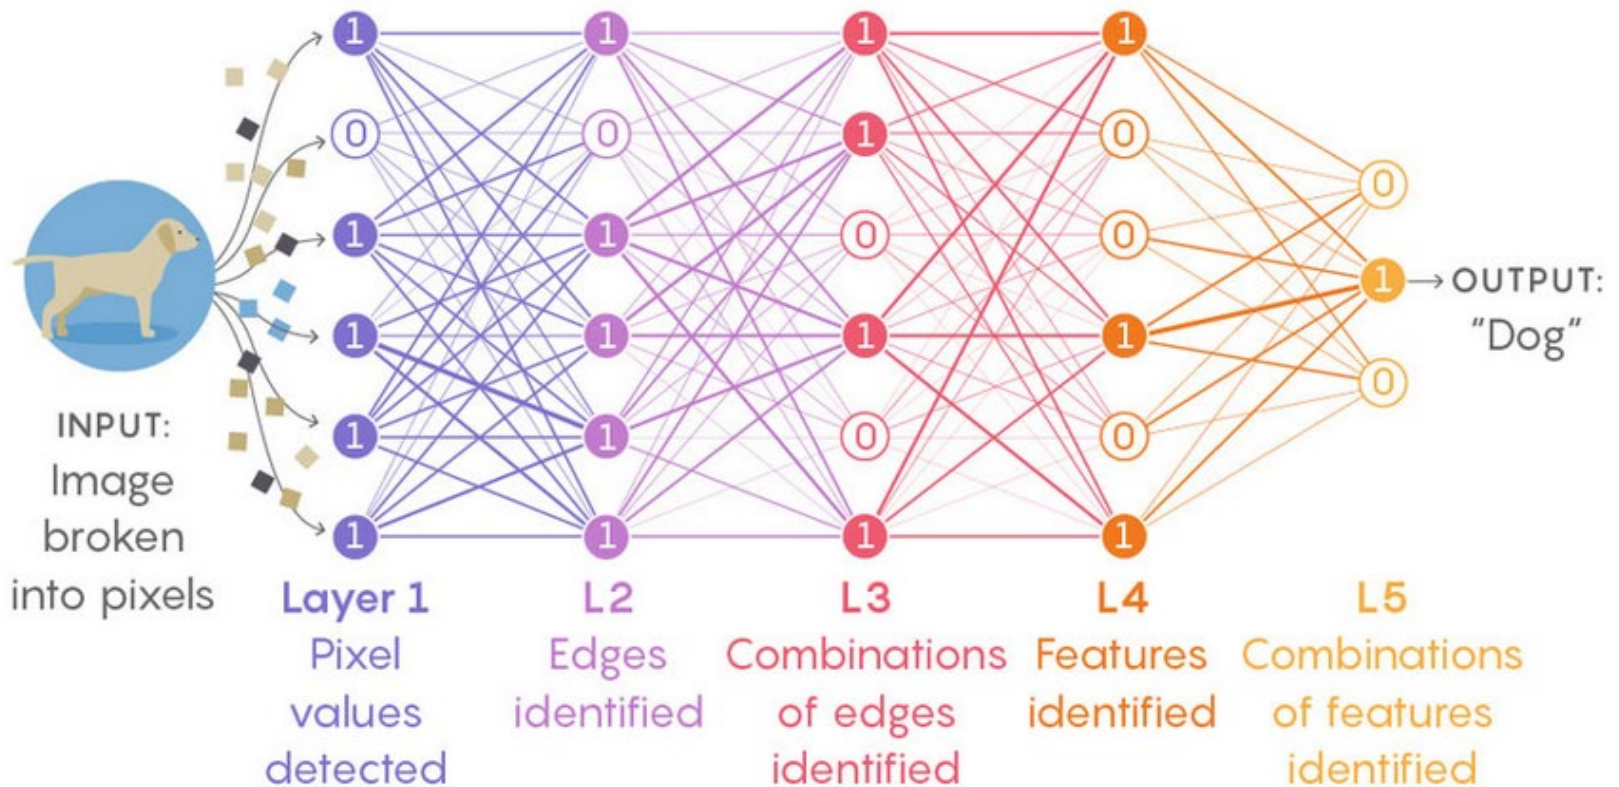 1
1
1
1
0
0
1
0
0
1
1
0
0
1
OUTPUT:
"Dog"
1
1
1
1
0
INPUT:
Image
broken
into pixels
1
1
0
0
1
1
1
1
Layer 1
Pixel
values
detected
L2
Edges
identified
L3
Combinations
of edges
identified
L4
Features
identified
L5
Combinations
of features
identified